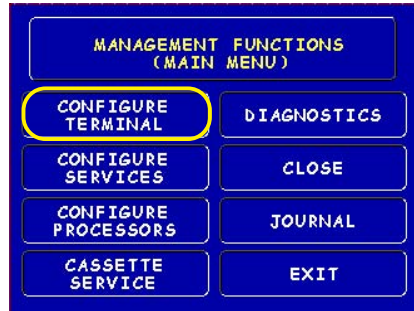 MANAGEMENT FUNCTIONS
(MAIN MENU)
CONFIGURE
TERMINAL
DIAGNOSTICS
CONFIGURE
SERVICES
CLOSE
CONFIGURE
PROCESSORS
JOURNAL
CASSETTE
SERVICE
EXIT